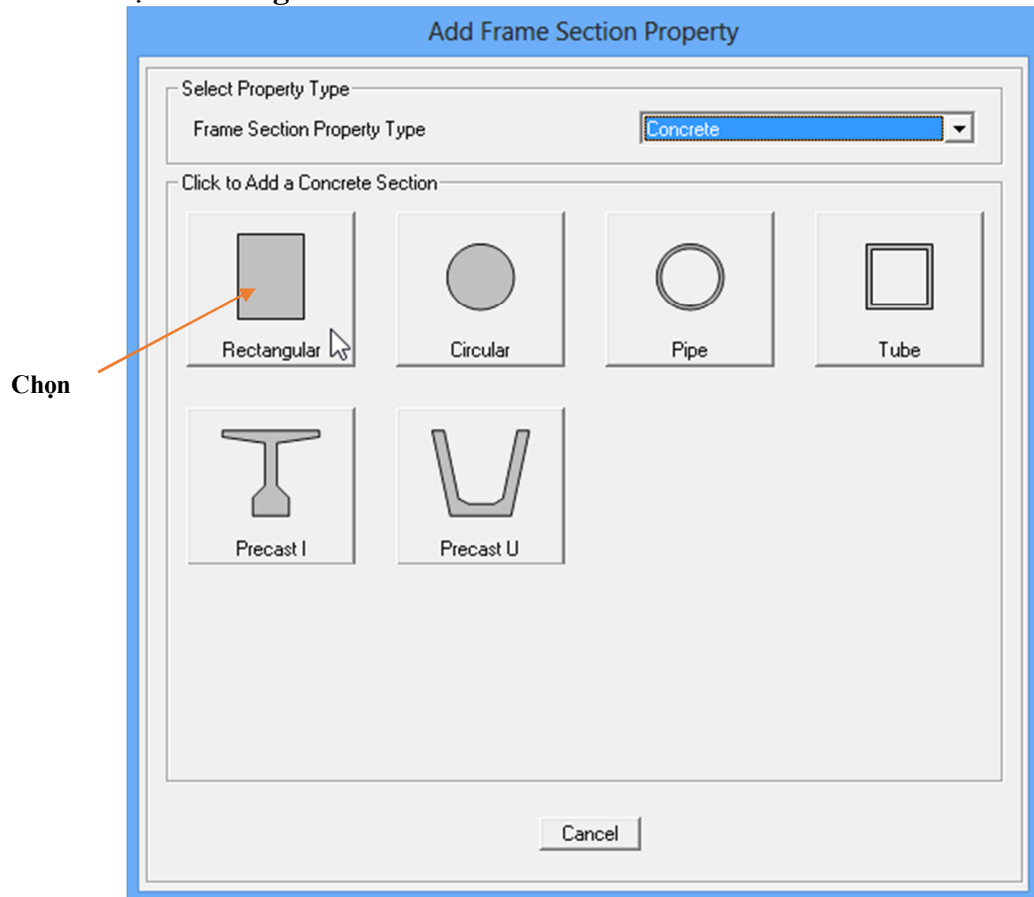 Add Frame Section Property
Select Property Type
Frame Section Property Type
Concrete
Click to Add a Concrete Section
Rectangular
Circular
Pipe
Tube
Chọn
Precast I
Precast U
Cancel